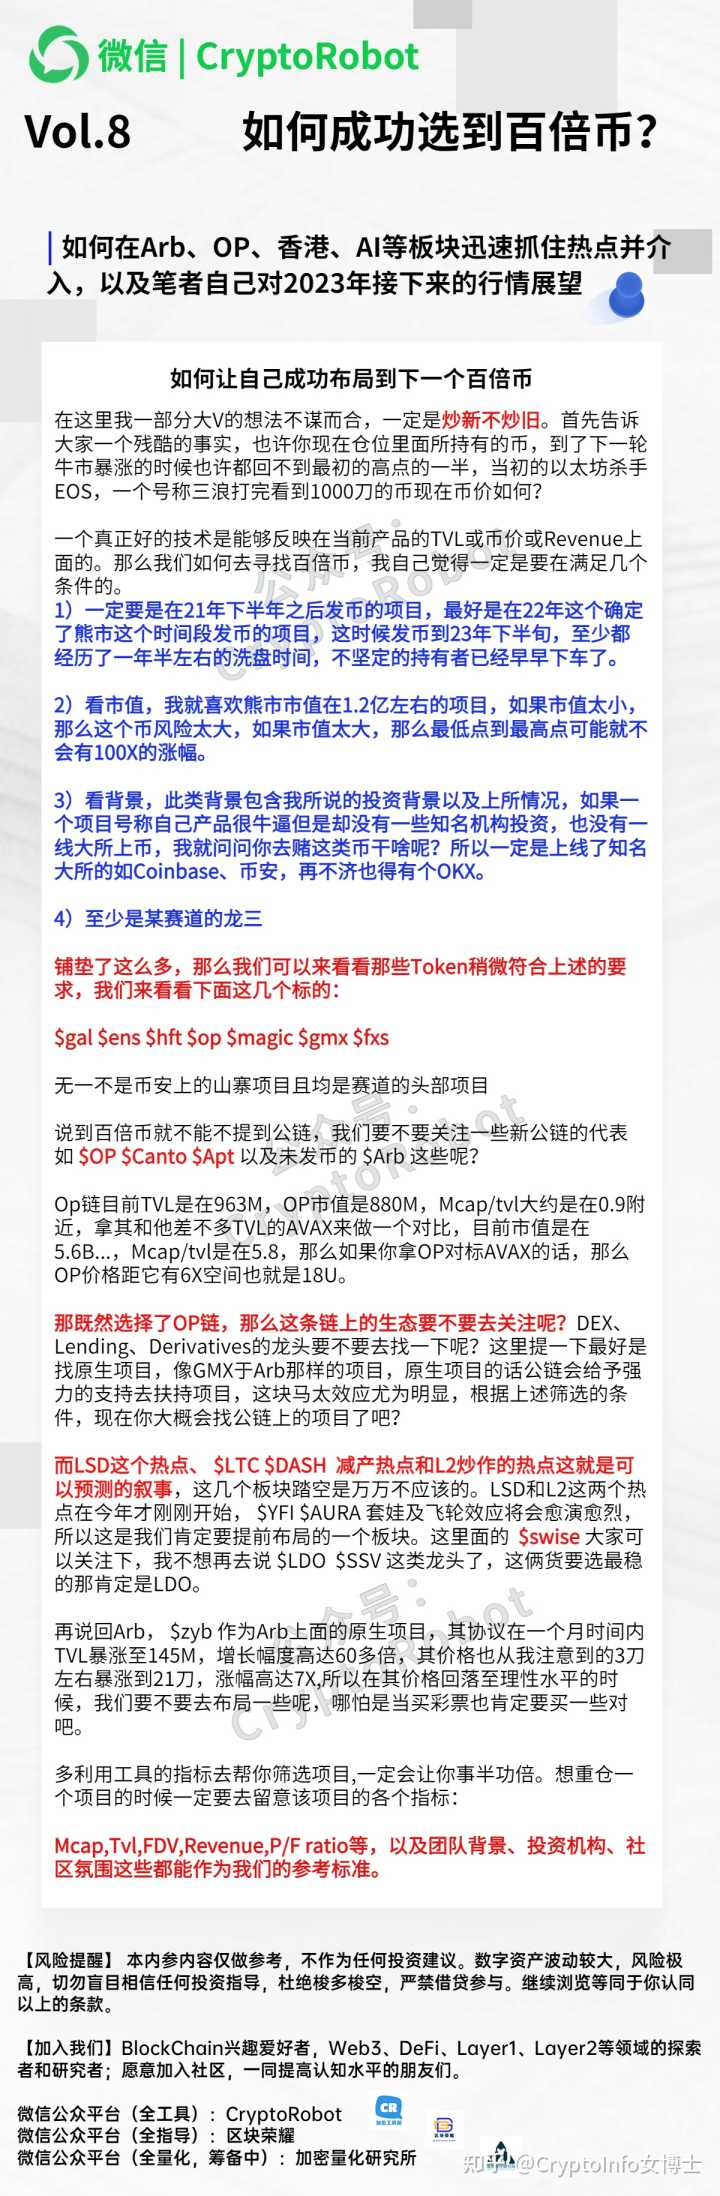 微信 | CryptoRobot
Vol.8 如何成功选到百倍币？
如何在Arb、OP、香港、AI等板块迅速抓住热点并介
入，以及笔者自己对2023年接下来的行情展望
如何让自己成功布局到下一个百倍币
在这里我一部分大V的想法不谋而合，一定是炒新不炒旧。首先告诉
大家一个残酷的事实，也许你现在仓位里面所持有的币，到了下一轮
牛市暴涨的时候也许都回不到最初的高点的一半，当初的以太坊杀手
EOS，一个号称三浪打完看到1000刀的币现在币价如何？
一个真正好的技术是能够反映在当前产品的TVL或币价或Revenue上
面的。那么我们如何去寻找百倍币，我自己觉得一定是要在满足几个
条件的。
1）一定要是在21年下半年之后发币的项目，最好是在22年这个确定
了熊市这个时间段发币的项目，这时候发币到23年下半旬，至少都
经历了一年半左右的洗盘时间，不坚定的持有者已经早早下车了。
2）看市值，我就喜欢熊市市值在1.2亿左右的项目，如果市值太小，
那么这个币风险太大，如果市值太大，那么最低点到最高点可能就不
会有100X的涨幅。
3）看背景，此类背景包含我所说的投资背景以及上所情况，如果一
个项目号称自己产品很牛逼但是却没有一些知名机构投资，也没有一
线大所上币，我就问问你去赌这类币干啥呢？所以一定是上线了知名
大所的如Coinbase、币安，再不济也得有个OKX。
4）至少是某赛道的龙三
铺垫了这么多，那么我们可以来看看那些Token稍微符合上述的要
求，我们来看看下面这几个标的：
$gal $ens $hft $op $magic $gmx $fxs
无一不是币安上的山寨项目且均是赛道的头部项目
说到百倍币就不能不提到公链，我们要不要关注一些新公链的代表
如 $OP $Canto $Apt 以及未发币的 $Arb 这些呢？
Op链目前TVL是在963M，OP市值是880M，Mcap/tvl大约是在0.9附
近，拿其和他差不多TVL的AVAX来做一个对比，目前市值是在
5.6B...，Mcap/tvl是在5.8，那么如果你拿OP对标AVAX的话，那么
OP价格距它有6X空间也就是18U。
那既然选择了OP链，那么这条链上的生态要不要去关注呢？DEX、
Lending、Derivatives的龙头要不要去找一下呢？这里提一下最好是
找原生项目，像GMX于Arb那样的项目，原生项目的话公链会给予强
力的支持去扶持项目，这块马太效应尤为明显，根据上述筛选的条
件，现在你大概会找公链上的项目了吧？
而LSD这个热点、 $LTC $DASH 减产热点和L2炒作的热点这就是可
以预测的叙事，这几个板块踏空是万万不应该的。LSD和L2这两个热
点在今年才刚刚开始， $YFI $AURA 套娃及飞轮效应将会愈演愈烈，
所以这是我们肯定要提前布局的一个板块。这里面的 $swise 大家可
以关注下，我不想再去说 $LDO $SSV 这类龙头了，这俩货要选最稳
的那肯定是LDO。
再说回Arb， $zyb 作为Arb上面的原生项目，其协议在一个月时间内
TVL暴涨至145M，增长幅度高达60多倍，其价格也从我注意到的3刀
左右暴涨到21刀，涨幅高达7X,所以在其价格回落至理性水平的时
候，我们要不要去布局一些呢，哪怕是当买彩票也肯定要买一些对
吧。
多利用工具的指标去帮你筛选项目,一定会让你事半功倍。想重仓一
个项目的时候一定要去留意该项目的各个指标：
Mcap,Tvl,FDV,Revenue,P/F ratio等，以及团队背景、投资机构、社
区氛围这些都能作为我们的参考标准。
公众号：
CryptoRobot
公众号：
CryptoRobot
公众号：
CryptoRobot
【风险提醒】 本内参内容仅做参考，不作为任何投资建议。数字资产波动较大，风险极
高，切勿盲目相信任何投资指导，杜绝梭多梭空，严禁借贷参与。继续浏览等同于你认同
以上的条款。
【加入我们】BlockChain兴趣爱好者，Web3、DeFi、Layer1、Layer2等领域的探索
者和研究者；愿意加入社区，一同提高认知水平的朋友们。
微信公众平台（全工具）：CryptoRobot
微信公众平台（全指导）：区块荣耀
微信公众平台（全量化，筹备中）：加密量化研究所
CR
区块荣耀
知乎 @CryptoInfo女博士